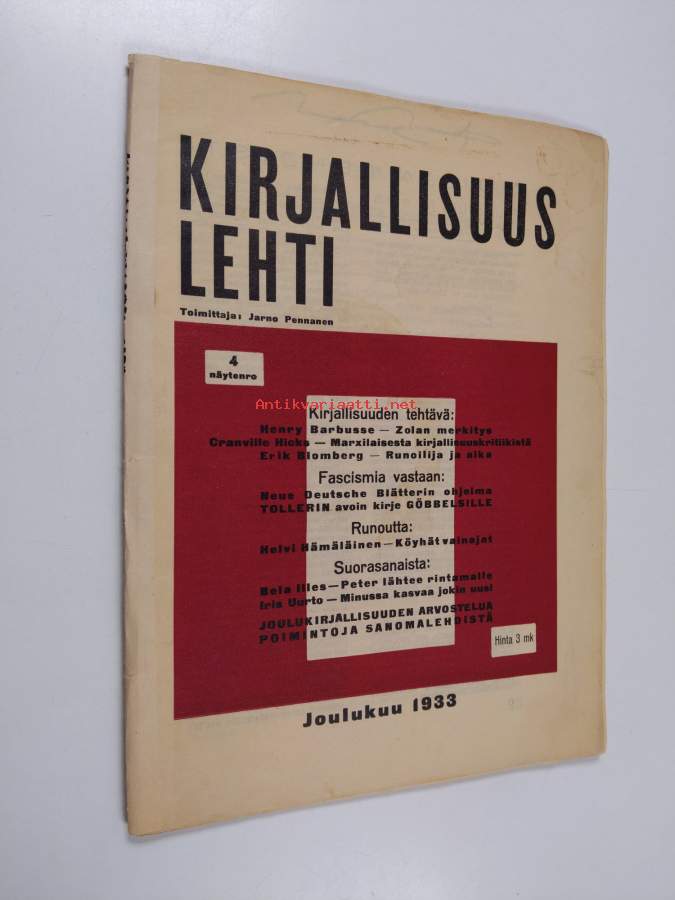 KIRJALLISUUS
LEHTI
Toimittaja: Jarno Pennanen
4
näytenro
Antikvariaatti.net
Kirjallisuuden tehtävä:
Henry Barbusse — Zolan merkitys
Cranville Hicks — Marxilaisesta kirjallisuuskritiikistä
Erik Blomberg — Runoilija ja aika
Fascismia vastaan:
Neue Deutsche Blätterin ohjelma
TOLLERIN avoin kirje GÖBBELSILLE
Runoutta:
Helvi Hämäläinen — Köyhät vainajat
Suorasanaista:
Bela Illes — Peter lähtee rintamalle
Iris Uurto — Minussa kasvaa jokin uusi
JOULUKIRJALLISUUDEN ARVOSTELUA
POIMINTOJA SANOMALEHDISTÄ
Hinta 3 mk
Joulukuu 1933